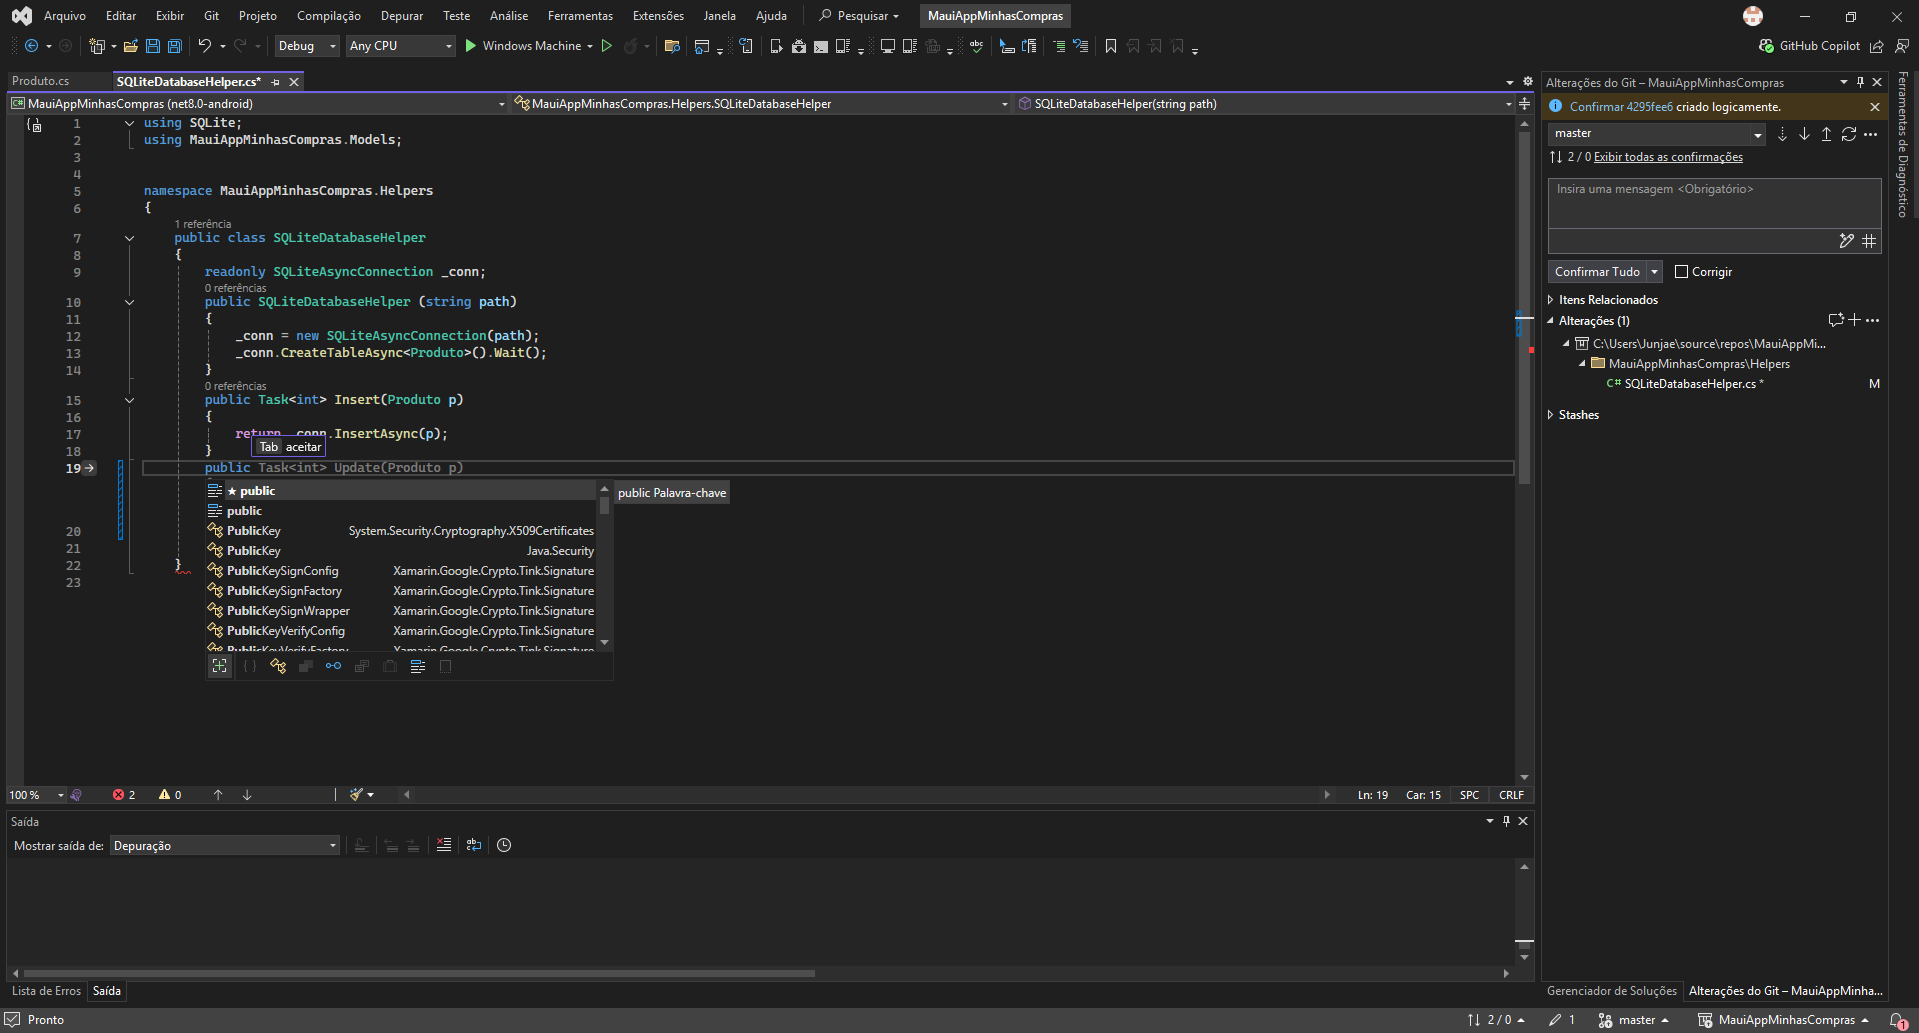 Arquivo Editar Exibir Git Projeto Compilação Depurar Teste Análise Ferramentas Extensões Janela Ajuda Pesquisar MauiAppMinhasCompras
Debug Any CPU Windows Machine GitHub Copilot
Produto.cs SQLiteDatabaseHelper.cs*
MauiAppMinhasCompras (net8.0-android) MauiAppMinhasCompras.Helpers.SQLiteDatabaseHelper SQLiteDatabaseHelper(string path)
1 using SQLite;
2 using MauiAppMinhasCompras.Models;
3
4
5 namespace MauiAppMinhasCompras.Helpers
6 {
1 referência
7 public class SQLiteDatabaseHelper
8 {
9 readonly SQLiteAsyncConnection _conn;
0 referências
10 public SQLiteDatabaseHelper (string path)
11 {
12 _conn = new SQLiteAsyncConnection(path);
13 _conn.CreateTableAsync<Produto>().Wait();
14 }
0 referências
15 public Task<int> Insert(Produto p)
16 {
17 return _conn.InsertAsync(p);
Tab aceitar
18 }
19 public Task<int> Update(Produto p)
★ public
public Palavra-chave
public
20 PublicKey System.Security.Cryptography.X509Certificates
21 PublicKey Java.Security
22 } PublicKeySignConfig Xamarin.Google.Crypto.Tink.Signature
23 PublicKeySignFactory Xamarin.Google.Crypto.Tink.Signature
PublicKeySignWrapper Xamarin.Google.Crypto.Tink.Signature
PublicKeyVerifyConfig Xamarin.Google.Crypto.Tink.Signature
PublicKeyVerifyFactory Xamarin.Google.Crypto.Tink.Signature
100 % 2 0 Ln: 19 Car: 15 SPC CRLF
Saída
Mostrar saída de: Depuração
Lista de Erros Saída
Alterações do Git – MauiAppMinhasCompras
Confirmar 4295fee6 criado logicamente.
master
2 / 0 Exibir todas as confirmações
Insira uma mensagem <Obrigatório>
Confirmar Tudo Corrigir
Itens Relacionados
Alterações (1)
C:\Users\Junjae\source\repos\MauiAppMi...
MauiAppMinhasCompras\Helpers
C# SQLiteDatabaseHelper.cs * M
Stashes
Gerenciador de Soluções Alterações do Git – MauiAppMinha...
Ferramentas de Diagnóstico
Pronto 2 / 0 1 master MauiAppMinhasCompras 1